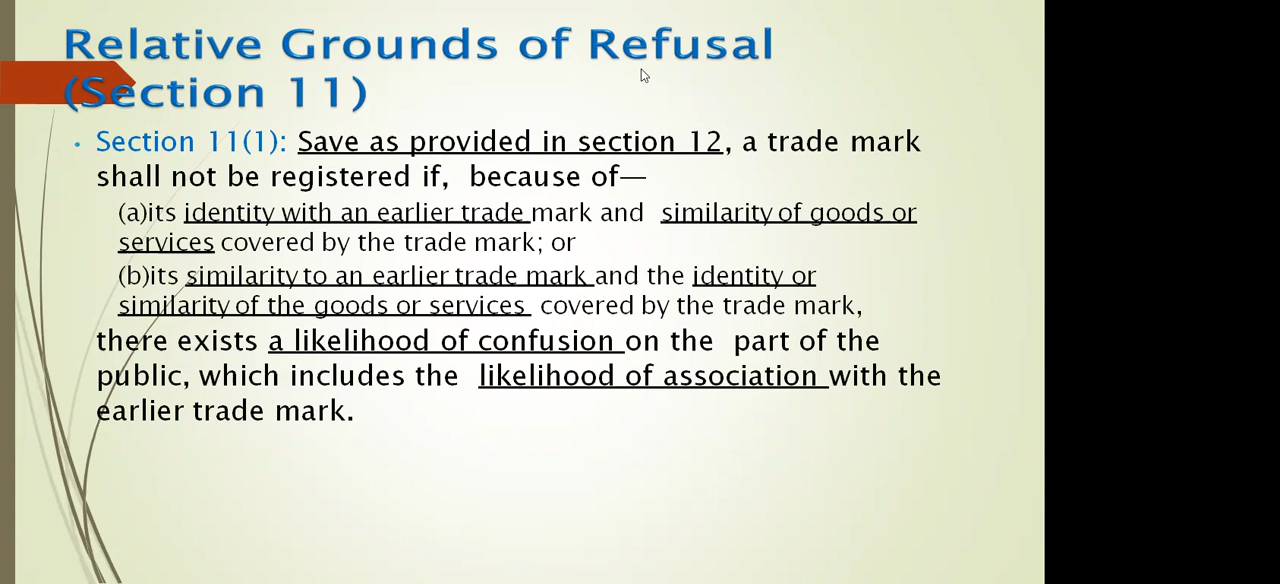 Relative Grounds of Refusal
(Section 11)
• Section 11(1): Save as provided in section 12, a trade mark
shall not be registered if, because of—
(a)its identity with an earlier trade mark and similarity of goods or
services covered by the trade mark; or
(b)its similarity to an earlier trade mark and the identity or
similarity of the goods or services covered by the trade mark,
there exists a likelihood of confusion on the part of the
public, which includes the likelihood of association with the
earlier trade mark.